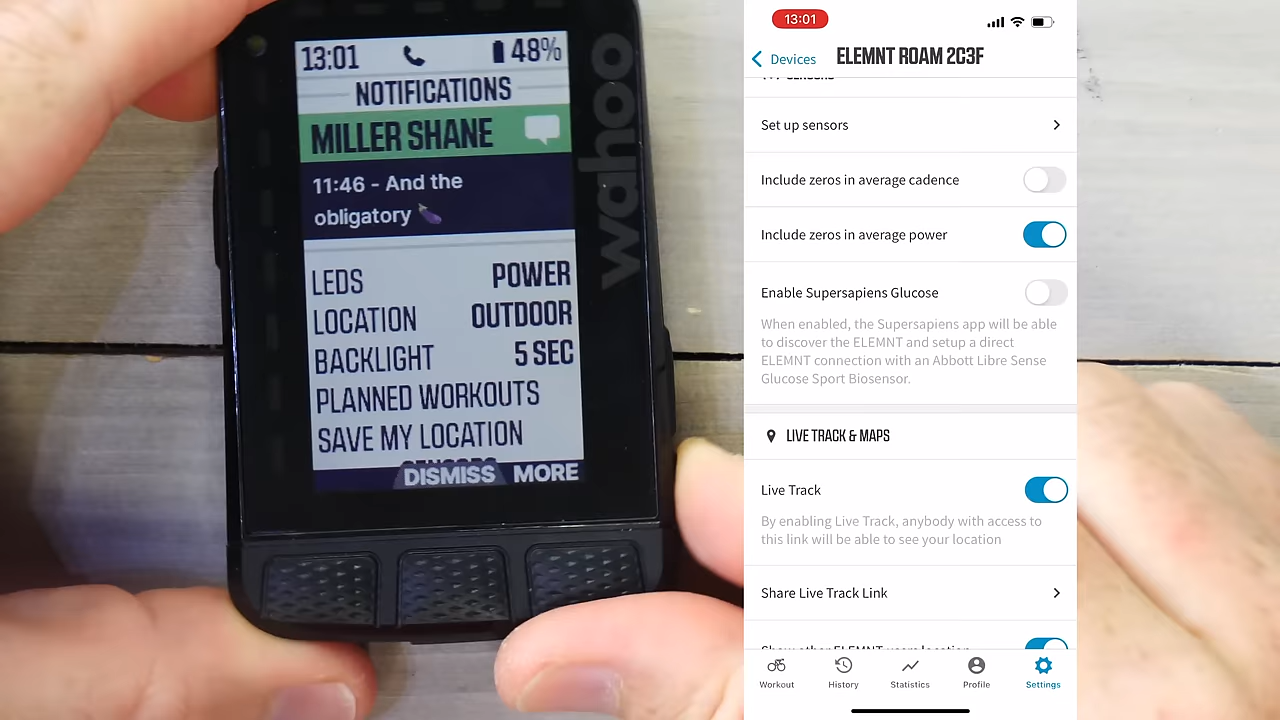 13:01 48%
NOTIFICATIONS
MILLER SHANE
11:46 - And the
obligatory 🍆
LEDS POWER
LOCATION OUTDOOR
BACKLIGHT 5 SEC
PLANNED WORKOUTS
SAVE MY LOCATION
DISMISS MORE
wahoo
13:01
Devices ELEMNT ROAM 2C3F
Set up sensors
Include zeros in average cadence
Include zeros in average power
Enable Supersapiens Glucose
When enabled, the Supersapiens app will be able
to discover the ELEMNT and setup a direct
ELEMNT connection with an Abbott Libre Sense
Glucose Sport Biosensor.
LIVE TRACK & MAPS
Live Track
By enabling Live Track, anybody with access to
this link will be able to see your location
Share Live Track Link
Show other ELEMNT users location
Workout History Statistics Profile Settings